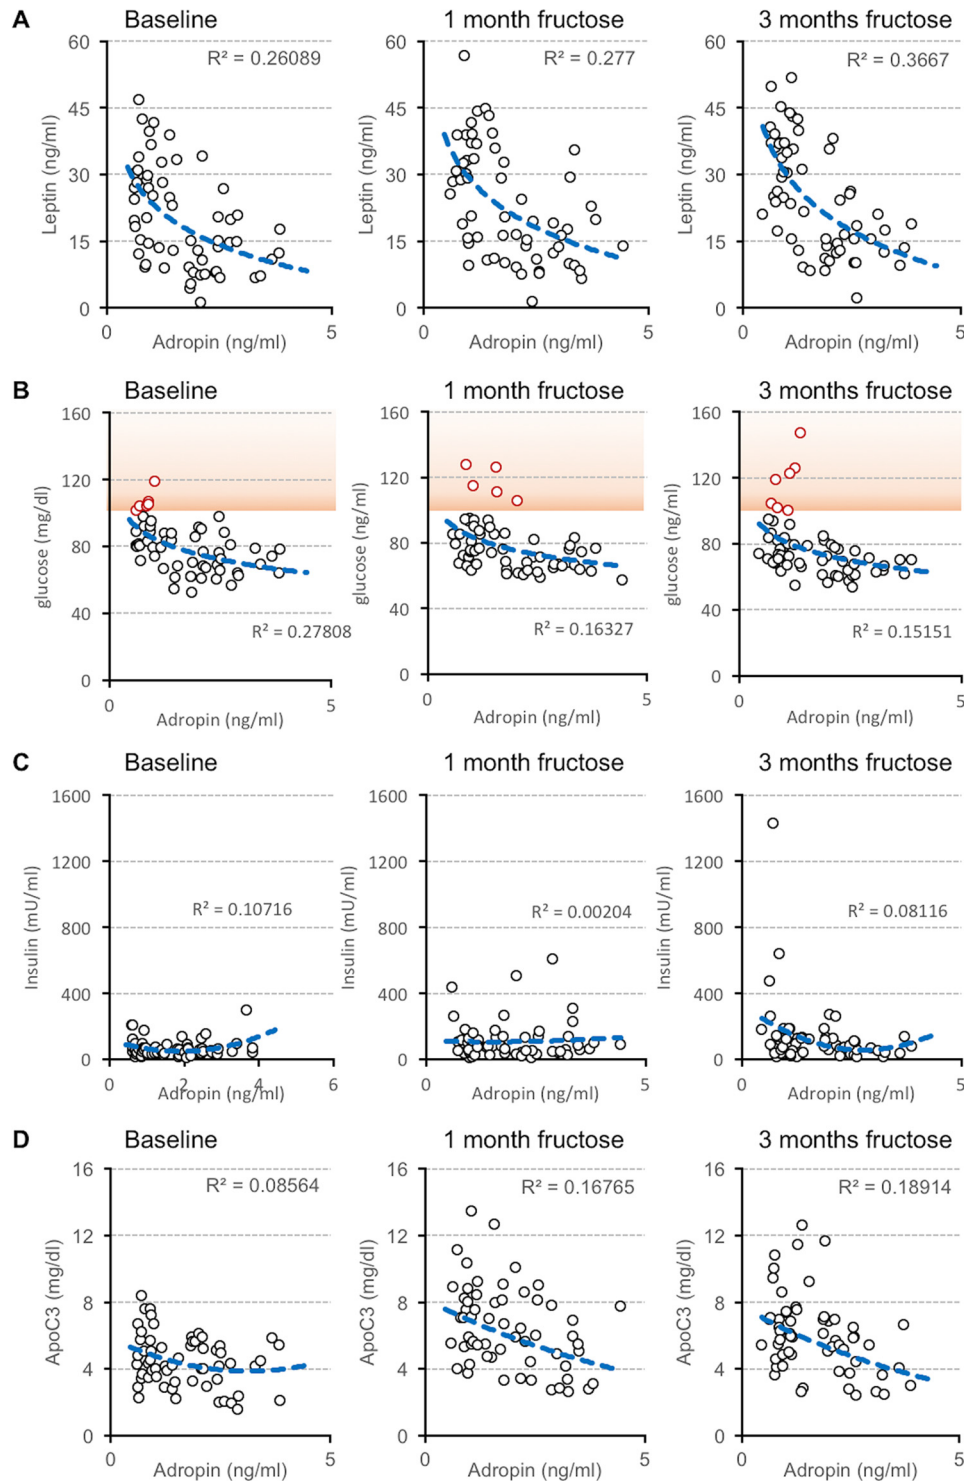 A Baseline 1 month fructose 3 months fructose
R² = 0.26089 R² = 0.277 R² = 0.3667
60 60 60
45 45 45
30 30 30
15 15 15
0 0 0
Leptin (ng/ml) Leptin (ng/ml) Leptin (ng/ml)
0 5 0 5 0 5
Adropin (ng/ml) Adropin (ng/ml) Adropin (ng/ml)
B Baseline 1 month fructose 3 months fructose
160 160 160
120 120 120
80 80 80
40 40 40
0 0 0
glucose (mg/dl) glucose (mg/dl) glucose (mg/dl)
R² = 0.27808 R² = 0.16327 R² = 0.15151
0 5 0 5 0 5
Adropin (ng/ml) Adropin (ng/ml) Adropin (ng/ml)
C Baseline 1 month fructose 3 months fructose
1600 1600 1600
1200 1200 1200
800 800 800
400 400 400
0 0 0
Insulin (mU/ml) Insulin (mU/ml) Insulin (mU/ml)
R² = 0.10716 R² = 0.00204 R² = 0.08116
0 2 4 6 0 5 0 5
Adropin (ng/ml) Adropin (ng/ml) Adropin (ng/ml)
D Baseline 1 month fructose 3 months fructose
R² = 0.08564 R² = 0.16765 R² = 0.18914
16 16 16
12 12 12
8 8 8
4 4 4
0 0 0
ApoC3 (mg/dl) ApoC3 (mg/dl) ApoC3 (mg/dl)
0 5 0 5 0 5
Adropin (ng/ml) Adropin (ng/ml) Adropin (ng/ml)